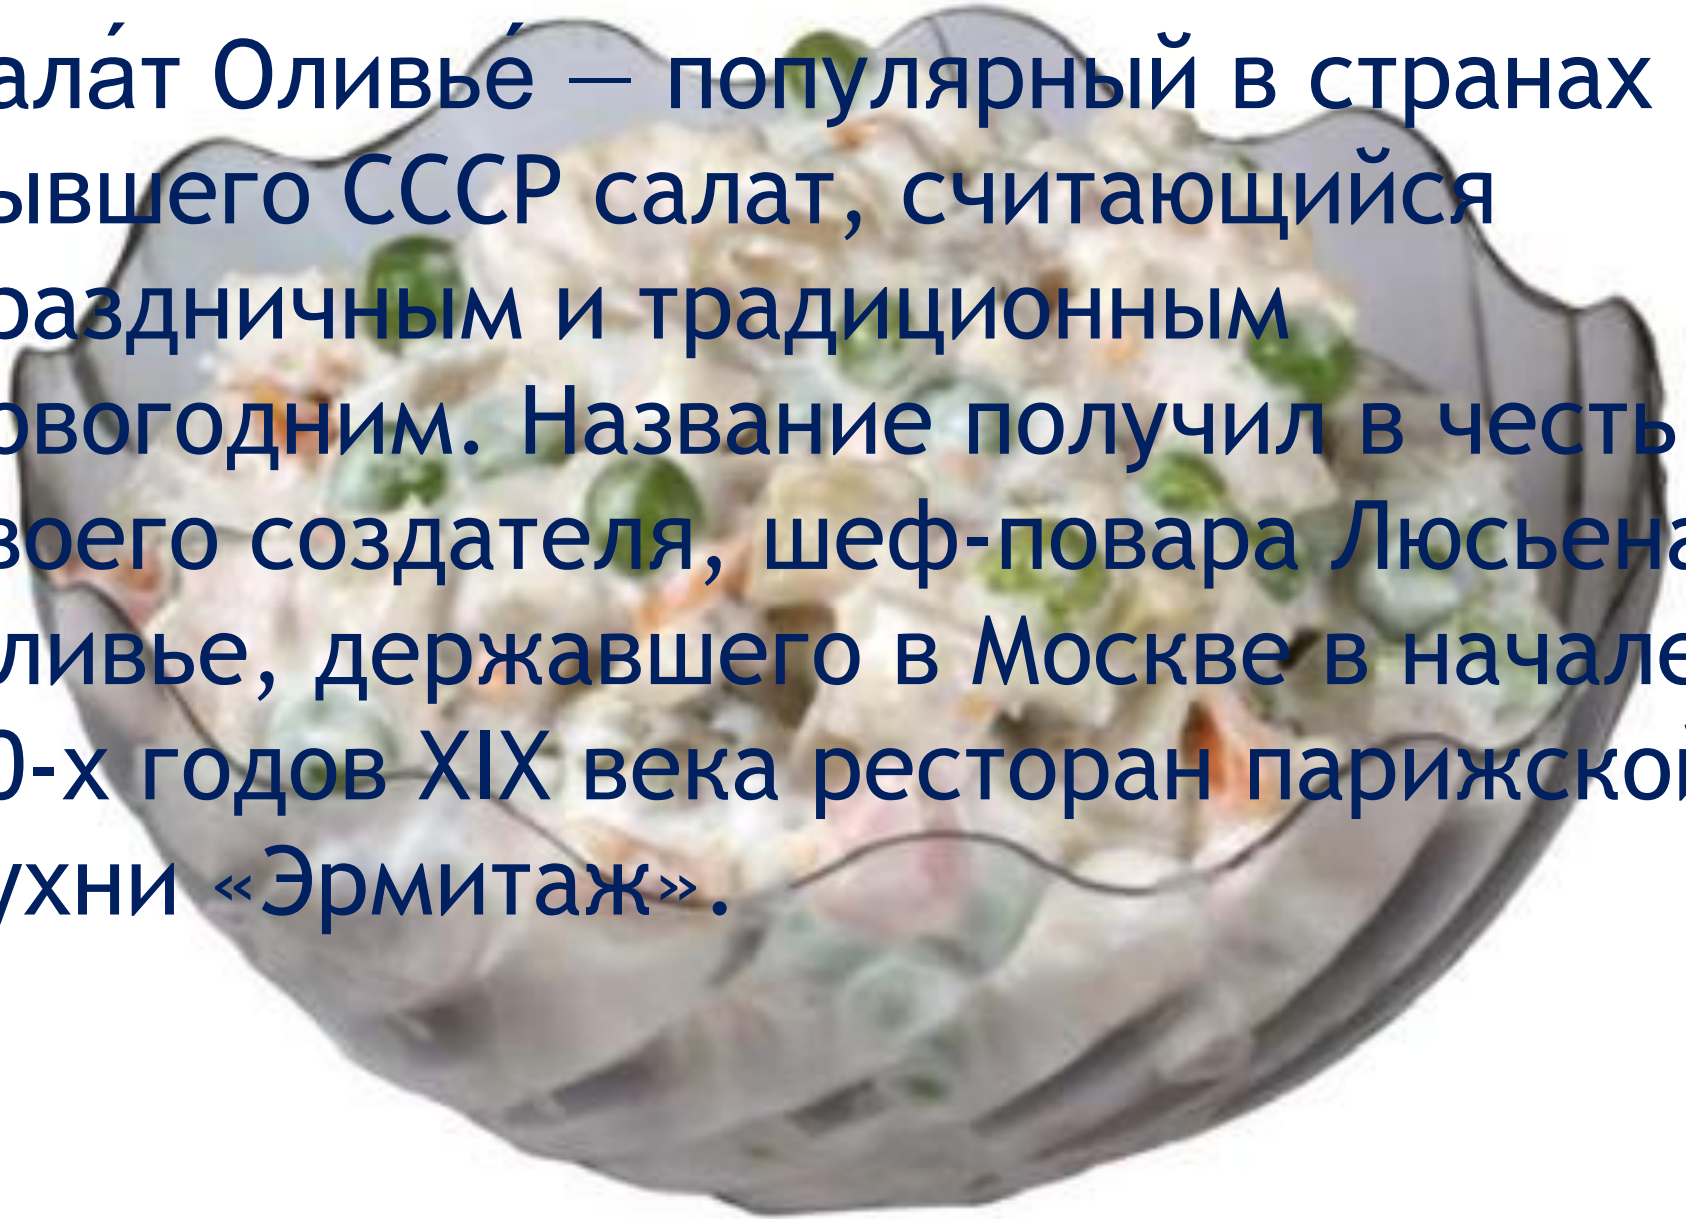 алáт Оливье́ — популярный в странах
ывшего СССР салат, считающийся
раздничным и традиционным
овогодним. Название получил в честь
воего создателя, шеф-повара Люсьена
ливье, державшего в Москве в начале
0-х годов XIX века ресторан парижской
ухни «Эрмитаж».